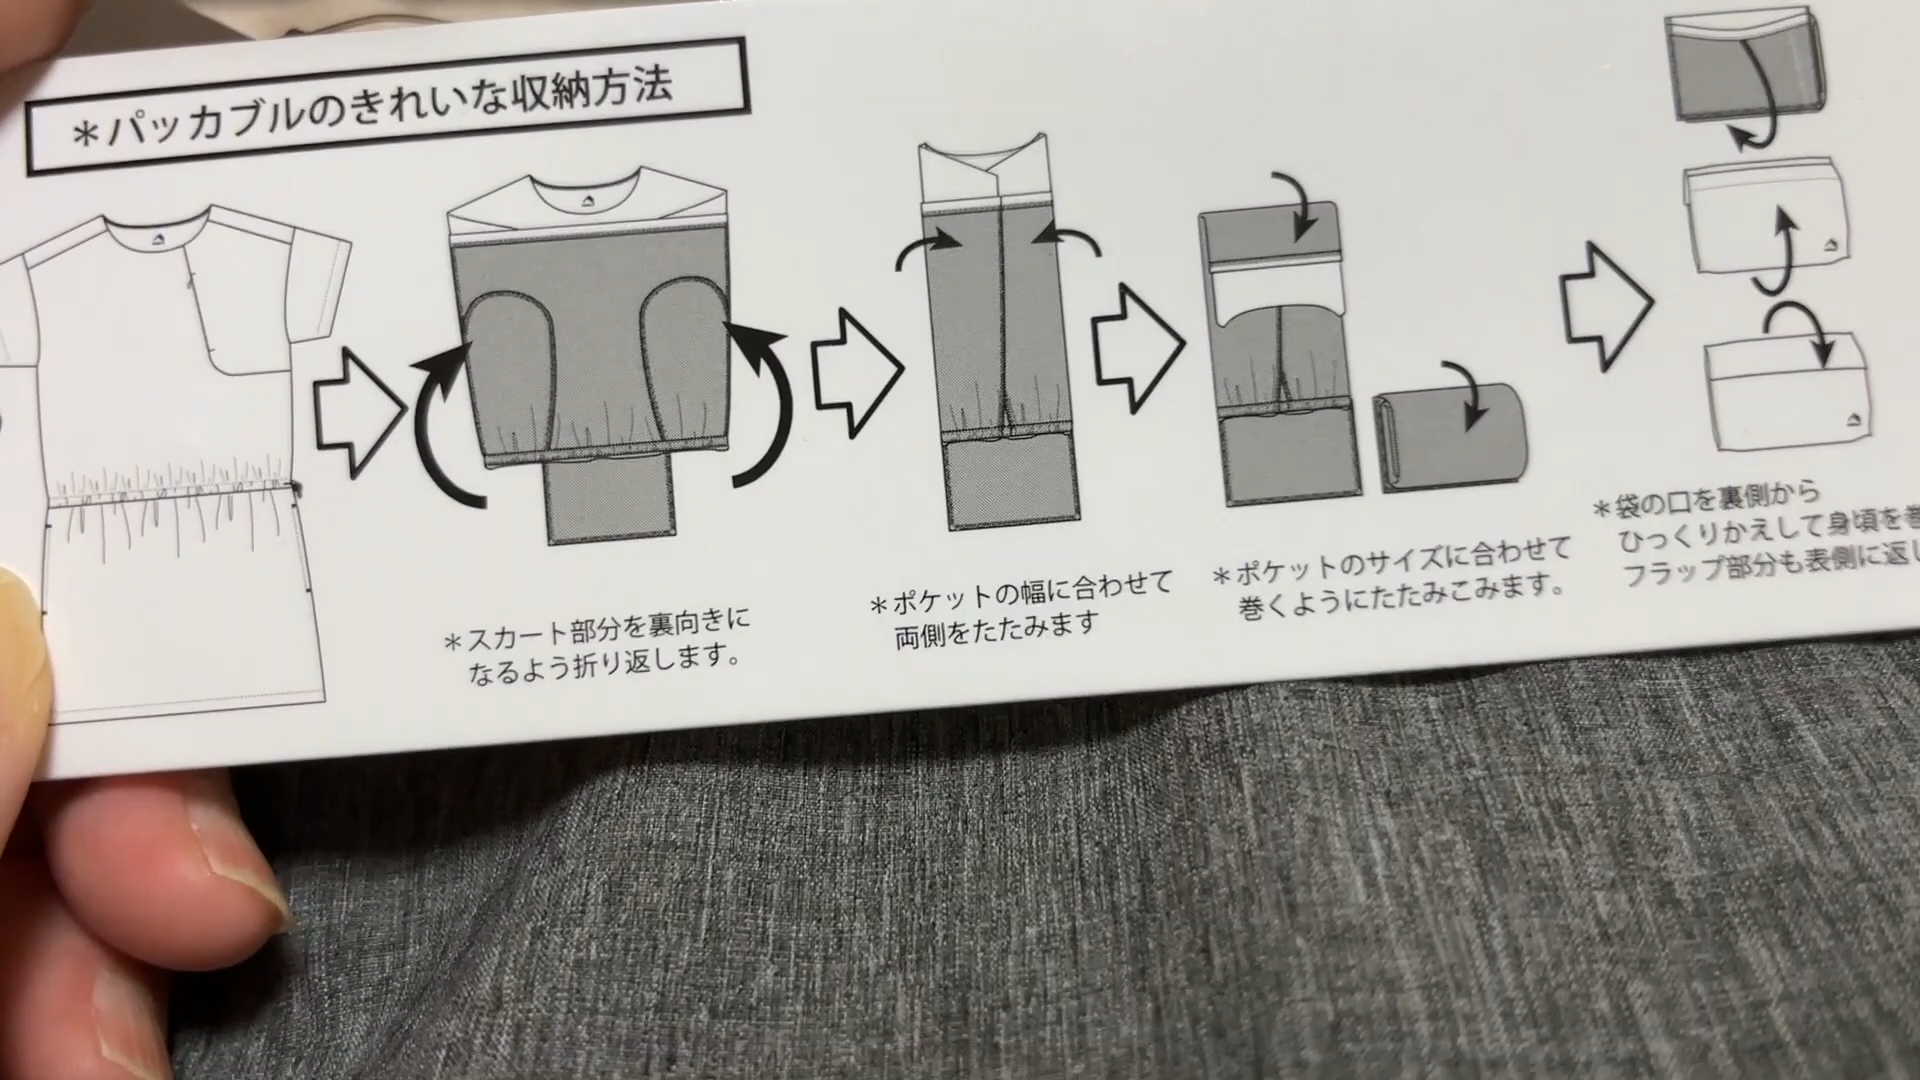 ＊パッカブルのきれいな収納方法
＊スカート部分を裏向きに
なるよう折り返します。
＊ポケットの幅に合わせて
両側をたたみます
＊ポケットのサイズに合わせて
巻くようにたたみこみます。
＊袋の口を裏側から
ひっくりかえして身頃を巻
フラップ部分も表側に返し